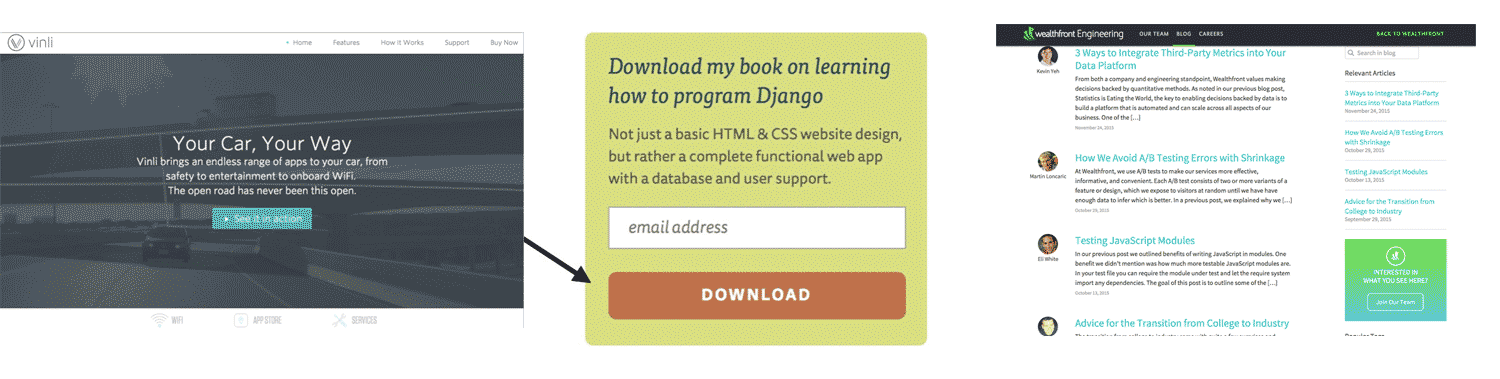 vinli
Home Features How It Works Support Buy Now
Your Car, Your Way
Vinli brings an endless range of apps to your car, from
safety to entertainment to onboard WiFi.
The open road has never been this open.
See it in action
WIFI APP STORE SERVICES
Download my book on learning
how to program Django
Not just a basic HTML & CSS website design,
but rather a complete functional web app
with a database and user support.
email address
DOWNLOAD
wealthfront Engineering OUR TEAM BLOG CAREERS BACK TO WEALTHFRONT
Kevin Yeh
3 Ways to Integrate Third-Party Metrics into Your
Data Platform
From both a company and engineering standpoint, Wealthfront values making
decisions backed by quantitative methods. As noted in our previous blog post,
Statistics is Eating the World, the key to enabling decisions backed by data is to
build a platform that is automated and can scale across all aspects of our
business. One of the [...]
November 24, 2015
Martin Loncaric
How We Avoid A/B Testing Errors with Shrinkage
At Wealthfront, we use A/B tests to make our services more effective,
informative, and convenient. Each A/B test consists of two or more variants of a
feature or design, which we expose to visitors at random until we have have
enough data to infer which is better. In a previous post, we explained why we [...]
October 29, 2015
Eli White
Testing JavaScript Modules
In our previous post we outlined benefits of writing JavaScript in modules. One
benefit we didn't mention was how much more testable JavaScript modules are.
In your test file you can require the module under test and let the require system
import any dependencies. The goal of this post is to outline some of the [...]
October 13, 2015
Advice for the Transition from College to Industry
Search in blog
Relevant Articles
3 Ways to Integrate Third-Party
Metrics into Your Data Platform
November 24, 2015
How We Avoid A/B Testing Errors
with Shrinkage
October 29, 2015
Testing JavaScript Modules
October 13, 2015
Advice for the Transition from
College to Industry
September 29, 2015
INTERESTED IN
WHAT YOU SEE HERE?
Join Our Team